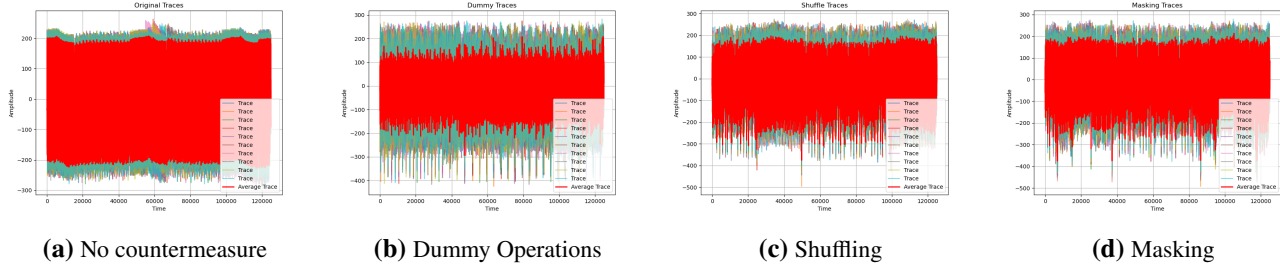 Original Traces
Amplitude
300
200
100
0
−100
−200
−300
0 20000 40000 60000 80000 100000 120000
Time
Trace
Trace
Trace
Trace
Trace
Trace
Trace
Trace
Trace
Trace
Average Trace
(a) No countermeasure
Dummy Traces
Amplitude
300
200
100
0
−100
−200
−300
−400
0 20000 40000 60000 80000 100000 120000
Time
Trace
Trace
Trace
Trace
Trace
Trace
Trace
Trace
Trace
Trace
Average Trace
(b) Dummy Operations
Shuffle Traces
Amplitude
300
200
100
0
−100
−200
−300
−400
−500
0 20000 40000 60000 80000 100000 120000
Time
Trace
Trace
Trace
Trace
Trace
Trace
Trace
Trace
Trace
Trace
Average Trace
(c) Shuffling
Masking Traces
Amplitude
300
200
100
0
−100
−200
−300
−400
−500
0 20000 40000 60000 80000 100000 120000
Time
Trace
Trace
Trace
Trace
Trace
Trace
Trace
Trace
Trace
Trace
Average Trace
(d) Masking